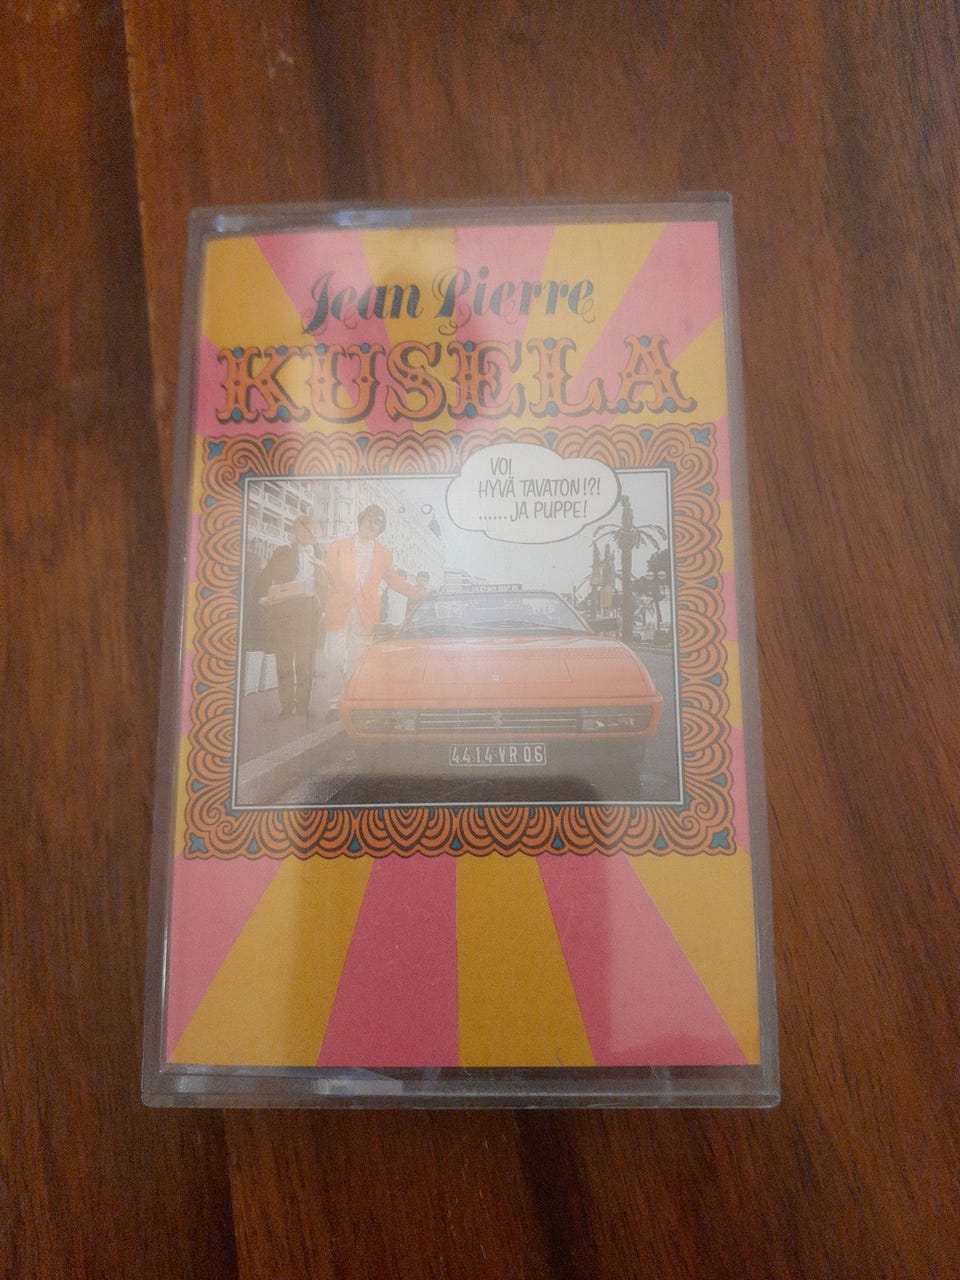 Jean Pierre
KUSELA
VOI
HYVÄ TAVATON!?!
......JA PUPPE!
4414 VR 06